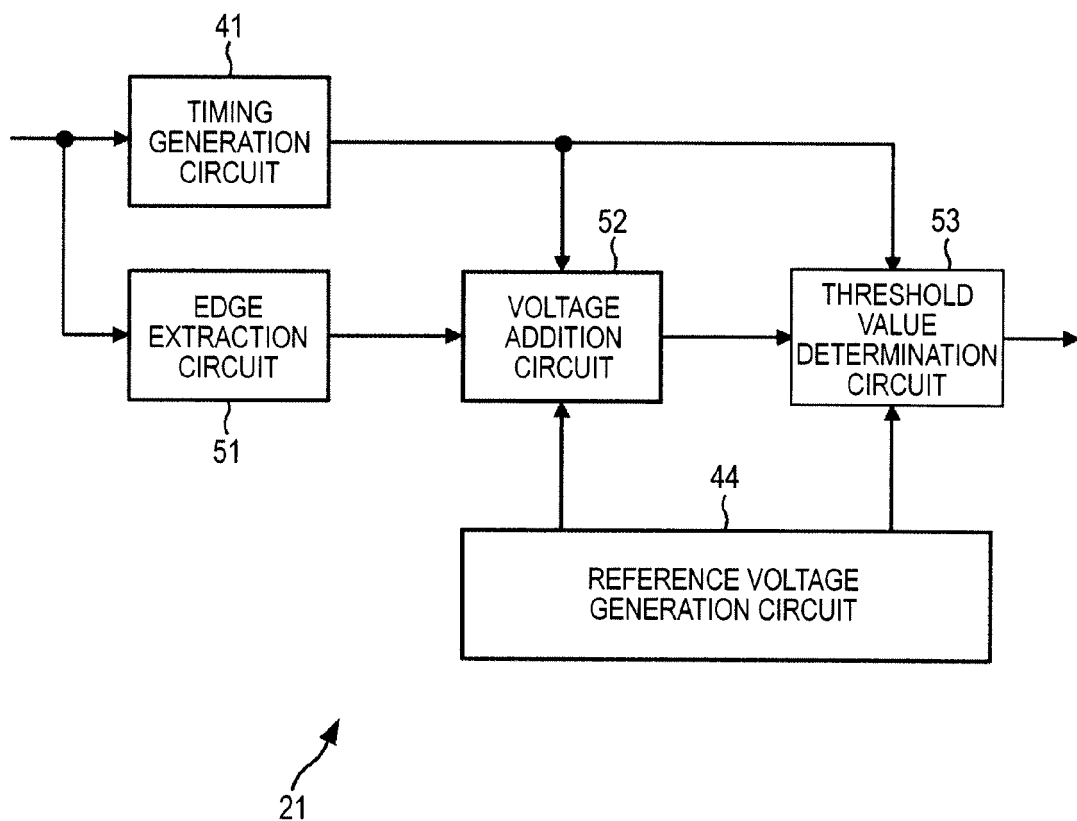 41
TIMING
GENERATION
CIRCUIT
52
53
EDGE
EXTRACTION
CIRCUIT
VOLTAGE
ADDITION
CIRCUIT
THRESHOLD
VALUE
DETERMINATION
CIRCUIT
51
44
REFERENCE VOLTAGE
GENERATION CIRCUIT
21